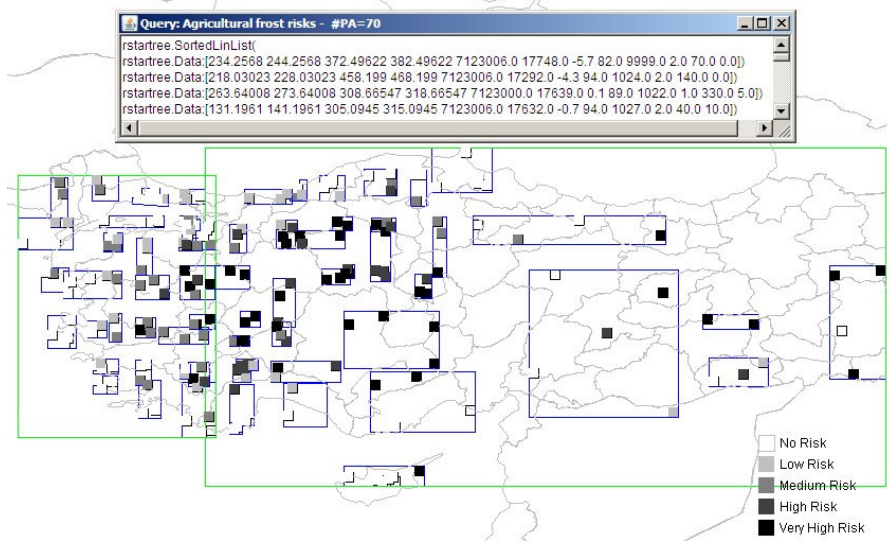 Query: Agricultural frost risks - #PA=70
rstartree.SortedLinList(
rstartree.Data:[234.2568 244.2568 372.49622 382.49622 7123006.0 17748.0 -5.7 82.0 9999.0 2.0 70.0 0.0])
rstartree.Data:[218.03023 228.03023 458.199 468.199 7123006.0 17292.0 -4.3 94.0 1024.0 2.0 140.0 0.0])
rstartree.Data:[263.64008 273.64008 308.66547 318.66547 7123000.0 17639.0 0.1 89.0 1022.0 1.0 330.0 5.0])
rstartree.Data:[131.1961 141.1961 305.0945 315.0945 7123006.0 17632.0 -0.7 94.0 1027.0 2.0 40.0 10.0])
No Risk
Low Risk
Medium Risk
High Risk
Very High Risk